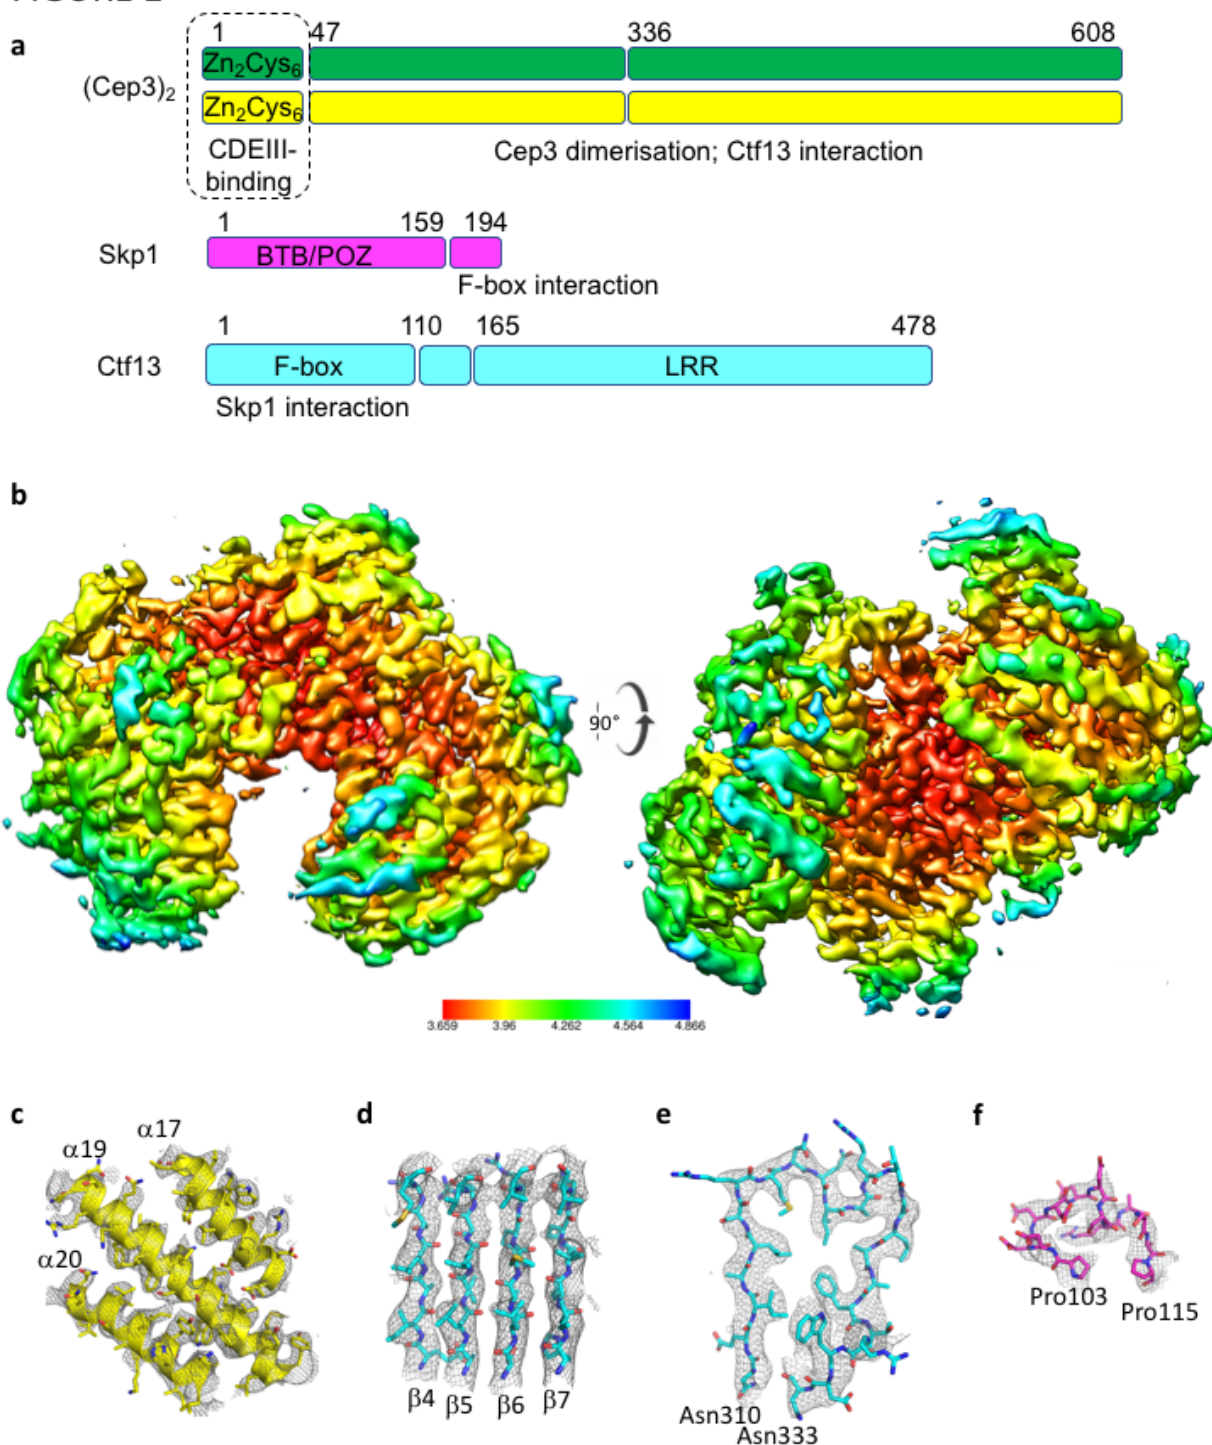 a
1 47 336 608
(Cep3)₂
Zn₂Cys₆
Zn₂Cys₆
CDEIII-
binding
Cep3 dimerisation; Ctf13 interaction
1 159 194
Skp1
BTB/POZ
F-box interaction
1 110 165 478
Ctf13
F-box
LRR
Skp1 interaction
b
90°
3.659 3.96 4.262 4.564 4.866
c
α17
α19
α20
d
β4 β5 β6 β7
e
Asn310
Asn333
f
Pro103
Pro115